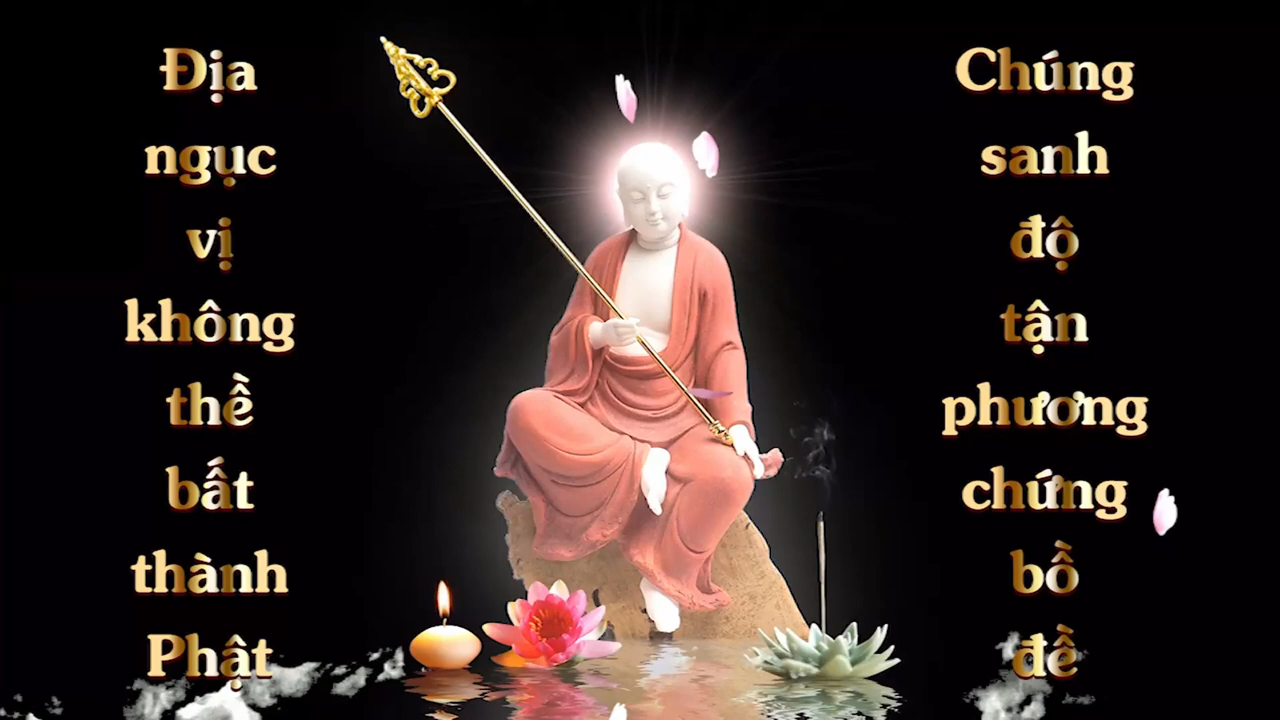 Địa
ngục
vị
không
thề
bất
thành
Phật
Chúng
sanh
độ
tận
phương
chứng
bồ
đề